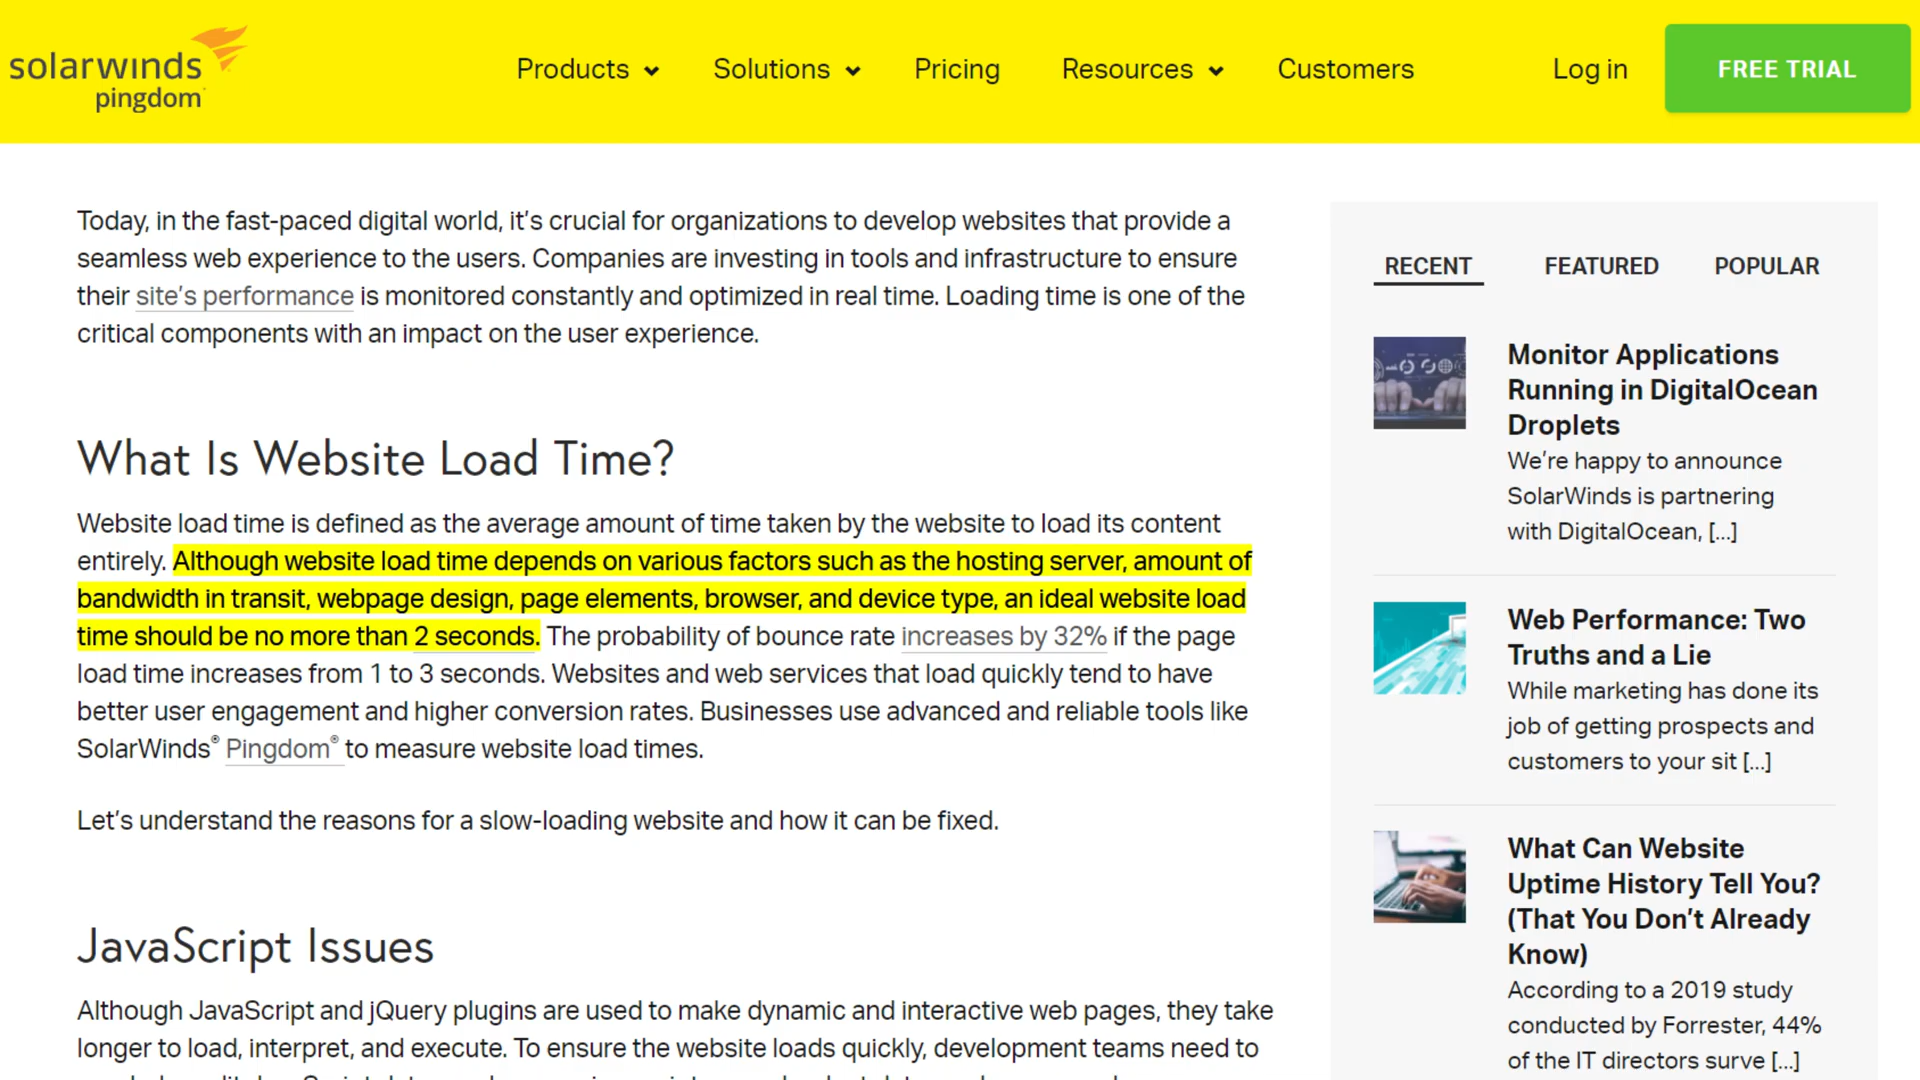 solarwinds
pingdom
Products
Solutions
Pricing
Resources
Customers
Log in
FREE TRIAL
Today, in the fast-paced digital world, it’s crucial for organizations to develop websites that provide a
seamless web experience to the users. Companies are investing in tools and infrastructure to ensure
their site’s performance is monitored constantly and optimized in real time. Loading time is one of the
critical components with an impact on the user experience.
What Is Website Load Time?
Website load time is defined as the average amount of time taken by the website to load its content
entirely. Although website load time depends on various factors such as the hosting server, amount of
bandwidth in transit, webpage design, page elements, browser, and device type, an ideal website load
time should be no more than 2 seconds. The probability of bounce rate increases by 32% if the page
load time increases from 1 to 3 seconds. Websites and web services that load quickly tend to have
better user engagement and higher conversion rates. Businesses use advanced and reliable tools like
SolarWinds® Pingdom® to measure website load times.
Let’s understand the reasons for a slow-loading website and how it can be fixed.
JavaScript Issues
Although JavaScript and jQuery plugins are used to make dynamic and interactive web pages, they take
longer to load, interpret, and execute. To ensure the website loads quickly, development teams need to
RECENT
FEATURED
POPULAR
Monitor Applications
Running in DigitalOcean
Droplets
We’re happy to announce
SolarWinds is partnering
with DigitalOcean, [...]
Web Performance: Two
Truths and a Lie
While marketing has done its
job of getting prospects and
customers to your sit [...]
What Can Website
Uptime History Tell You?
(That You Don’t Already
Know)
According to a 2019 study
conducted by Forrester, 44%
of the IT directors surve [...]